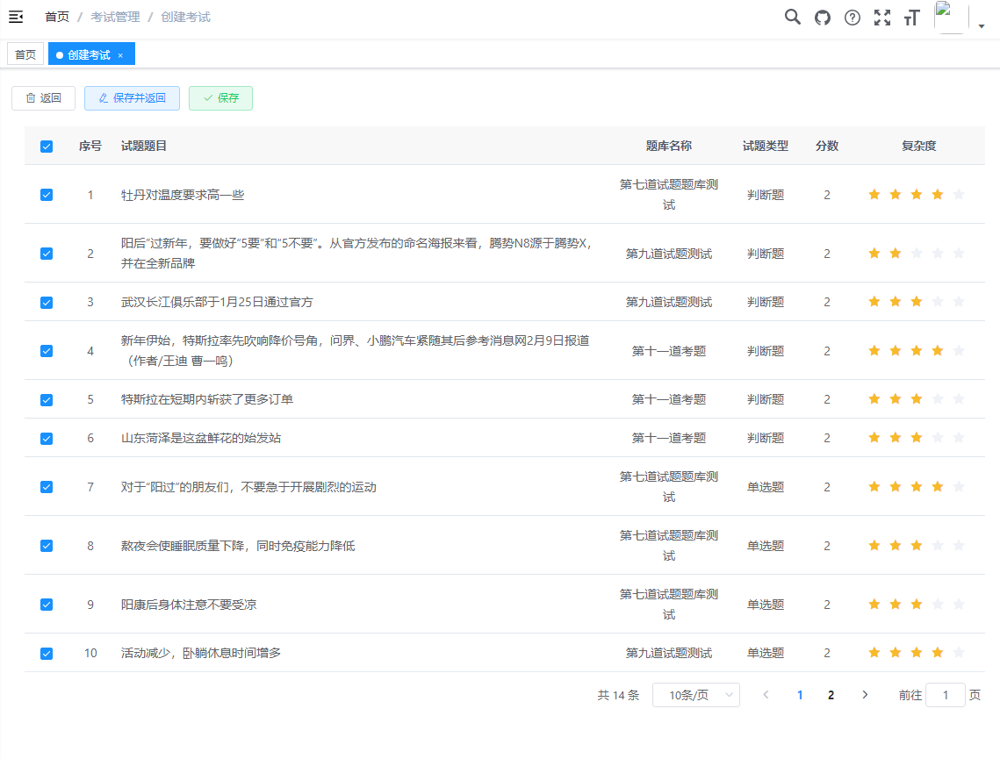 首页 / 考试管理 / 创建考试
首页 创建考试 ×
返回 保存并返回 保存
序号 试题题目 题库名称 试题类型 分数 复杂度
1 牡丹对温度要求高一些 第七道试题题库测试 判断题 2
2 阳后”过新年，要做好“5要”和“5不要”。从官方发布的命名海报来看，腾势N8源于腾势X，
并在全新品牌 第九道试题测试 判断题 2
3 武汉长江俱乐部于1月25日通过官方 第九道试题测试 判断题 2
4 新年伊始，特斯拉率先吹响降价号角，问界、小鹏汽车紧随其后参考消息网2月9日报道
（作者/王迪 曹一鸣） 第十一道考题 判断题 2
5 特斯拉在短期内斩获了更多订单 第十一道考题 判断题 2
6 山东菏泽是这盆鲜花的始发站 第十一道考题 判断题 2
7 对于“阳过”的朋友们，不要急于开展剧烈的运动 第七道试题题库测试 单选题 2
8 熬夜会使睡眠质量下降，同时免疫能力降低 第七道试题题库测试 单选题 2
9 阳康后身体注意不要受凉 第七道试题题库测试 单选题 2
10 活动减少，卧躺休息时间增多 第九道试题测试 单选题 2
共 14 条 10条/页 1 2 前往 1 页